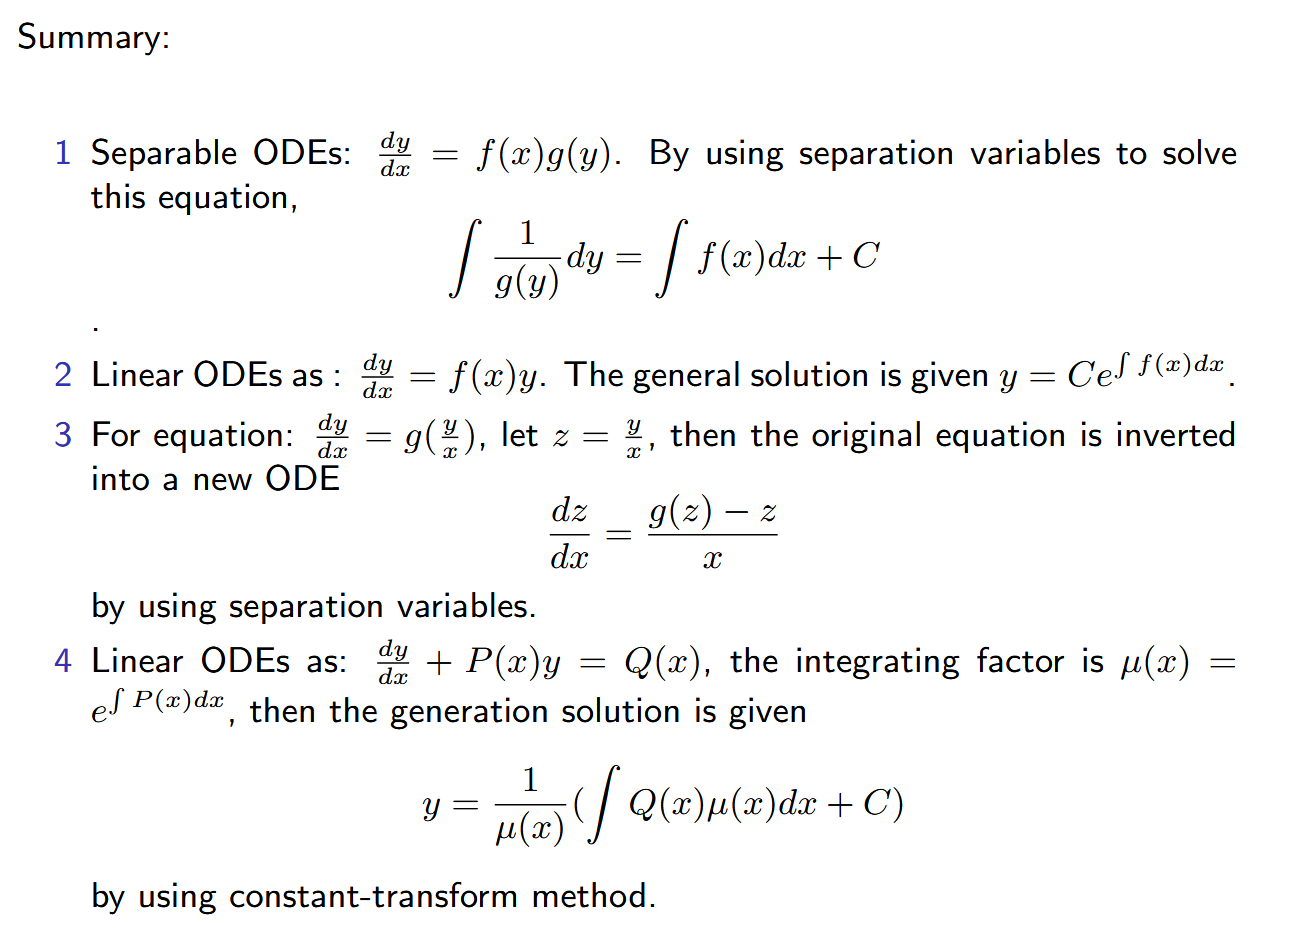 Summary:
1 Separable ODEs: $\frac{dy}{dx} = f(x)g(y)$. By using separation variables to solve
this equation,
$\int \frac{1}{g(y)} dy = \int f(x)dx + C$
.
2 Linear ODEs as : $\frac{dy}{dx} = f(x)y$. The general solution is given $y = Ce^{\int f(x)dx}$.
3 For equation: $\frac{dy}{dx} = g(\frac{y}{x})$, let $z = \frac{y}{x}$, then the original equation is inverted
into a new ODE
$\frac{dz}{dx} = \frac{g(z) - z}{x}$
by using separation variables.
4 Linear ODEs as: $\frac{dy}{dx} + P(x)y = Q(x)$, the integrating factor is $\mu(x) =$
$e^{\int P(x)dx}$, then the generation solution is given
$y = \frac{1}{\mu(x)} (\int Q(x)\mu(x)dx + C)$
by using constant-transform method.